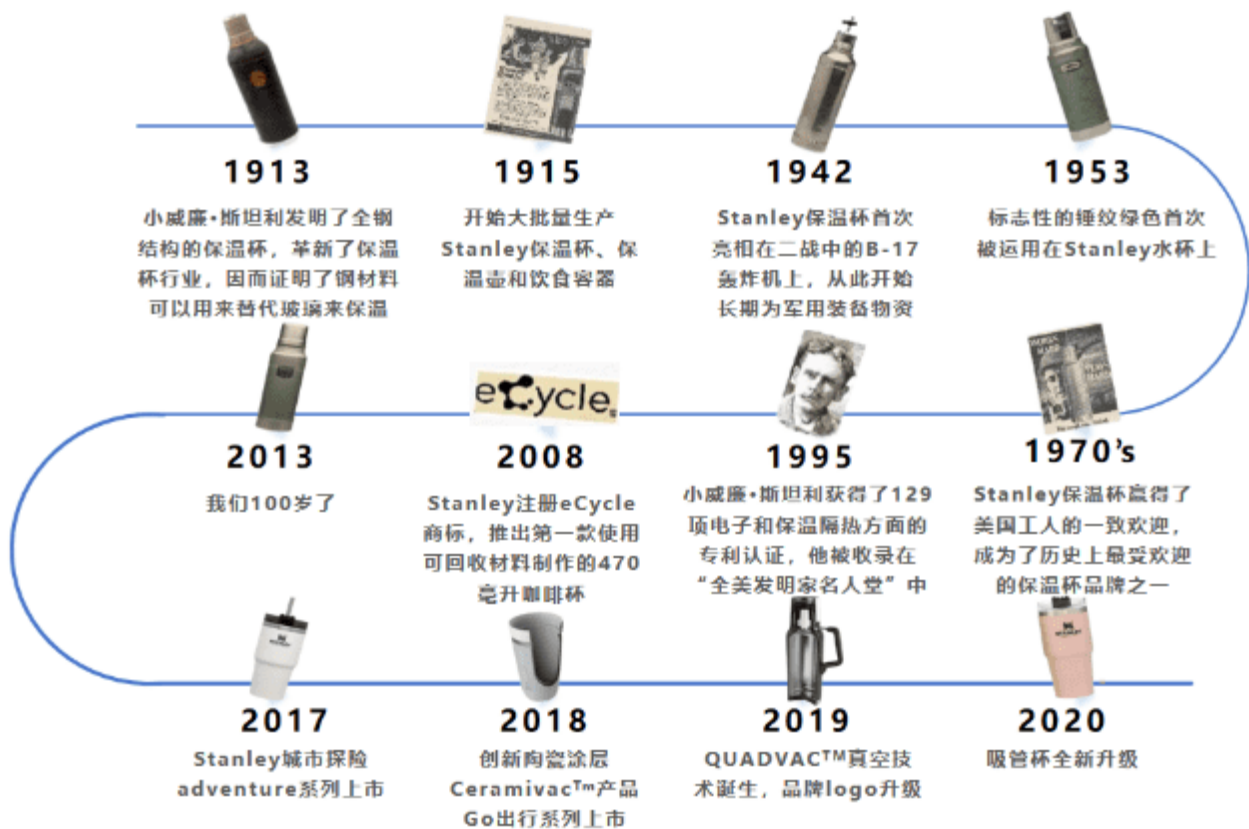 1913
小威廉·斯坦利发明了全钢
结构的保温杯，革新了保温
杯行业，因而证明了钢材料
可以用来替代玻璃来保温
1915
开始大批量生产
Stanley保温杯、保
温壶和饮食容器
1942
Stanley保温杯首次
亮相在二战中的B-17
轰炸机上，从此开始
长期为军用装备物资
1953
标志性的锤纹绿色首次
被运用在Stanley水杯上
1970’s
Stanley保温杯赢得了
美国工人的一致欢迎，
成为了历史上最受欢迎
的保温杯品牌之一
1995
小威廉·斯坦利获得了129
项电子和保温隔热方面的
专利认证，他被收录在
“全美发明家名人堂”中
eCycle
2008
Stanley注册eCycle
商标，推出第一款使用
可回收材料制作的470
毫升咖啡杯
2013
我们100岁了
2017
Stanley城市探险
adventure系列上市
2018
创新陶瓷涂层
Ceramivac™产品
Go出行系列上市
2019
QUADVAC™真空技
术诞生，品牌logo升级
2020
吸管杯全新升级